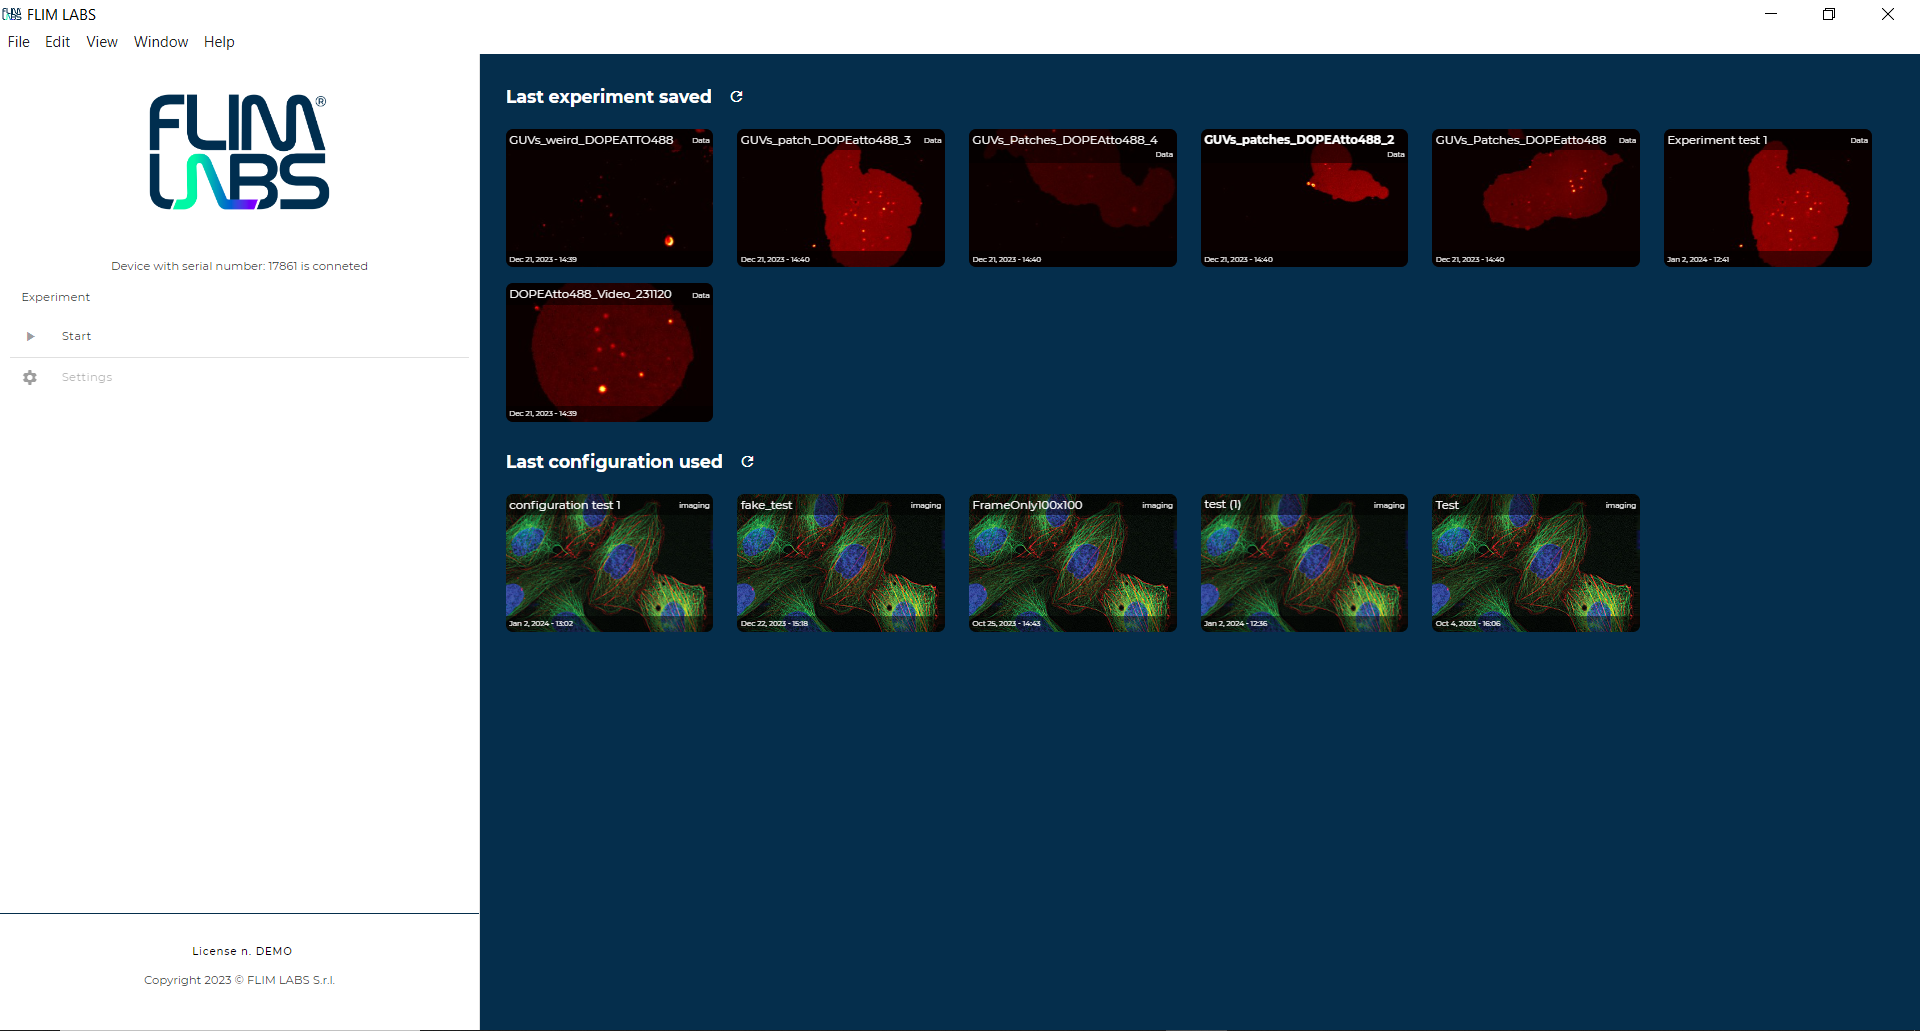 FLIM LABS
File Edit View Window Help
FLIM®
LABS
Device with serial number: 17861 is conneted
Experiment
Start
Settings
License n. DEMO
Copyright 2023 © FLIM LABS S.r.l.
Last experiment saved
GUVs_weird_DOPEATTO488 Data
Dec 21, 2023 - 14:39
GUVs_patch_DOPEatto488_3 Data
Dec 21, 2023 - 14:40
GUVs_Patches_DOPEAtto488_4
Data
Dec 21, 2023 - 14:40
GUVs_patches_DOPEAtto488_2
Data
Dec 21, 2023 - 14:40
GUVs_Patches_DOPEatto488 Data
Dec 21, 2023 - 14:40
Experiment test 1 Data
Jan 2, 2024 - 12:41
DOPEAtto488_Video_231120 Data
Dec 21, 2023 - 14:39
Last configuration used
configuration test 1 imaging
Jan 2, 2024 - 13:02
fake_test imaging
Dec 22, 2023 - 15:18
FrameOnly100x100 imaging
Oct 25, 2023 - 14:43
test (1) imaging
Jan 2, 2024 - 12:36
Test imaging
Oct 4, 2023 - 16:06